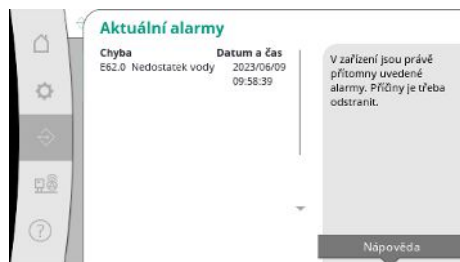 Aktuální alarmy
Chyba Datum a čas
E62.0 Nedostatek vody 2023/06/09
09:58:39
V zařízení jsou právě
přítomny uvedené
alarmy. Příčiny je třeba
odstranit.
Nápověda